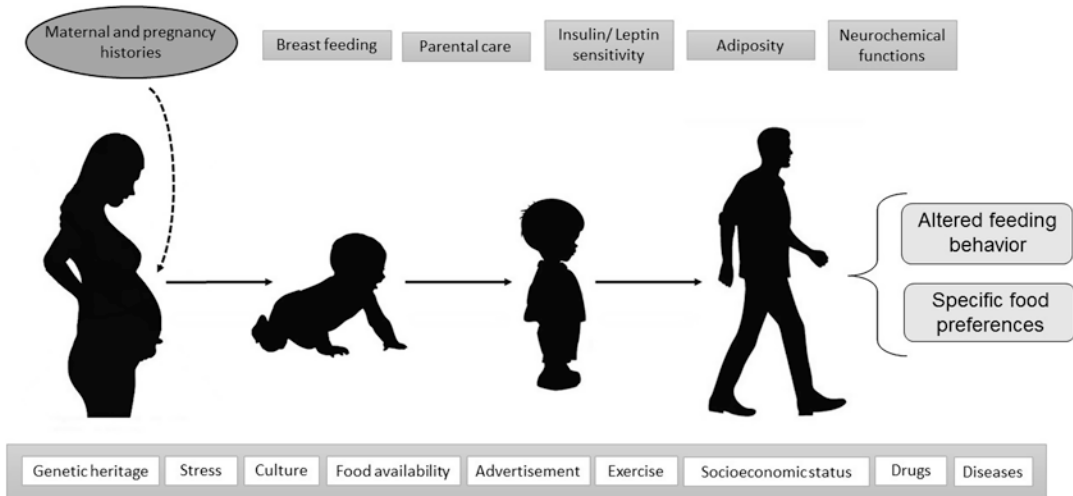 Maternal and pregnancy
histories
Breast feeding
Parental care
Insulin/ Leptin
sensitivity
Adiposity
Neurochemical
functions
Altered feeding
behavior
Specific food
preferences
Genetic heritage
Stress
Culture
Food availability
Advertisement
Exercise
Socioeconomic status
Drugs
Diseases